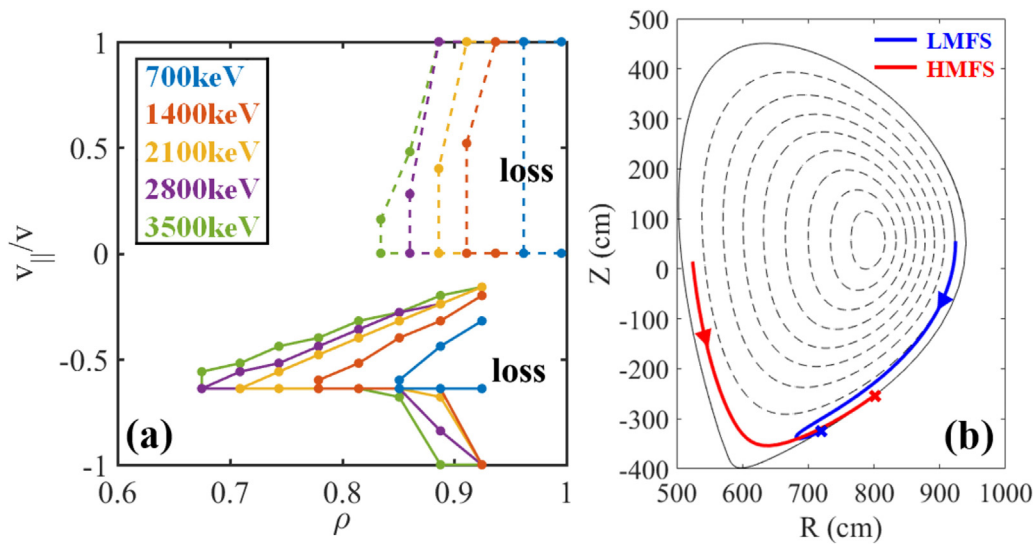 1
0.5
0
-0.5
-1
v||/v
700keV
1400keV
2100keV
2800keV
3500keV
loss
loss
(a)
0.6
0.7
0.8
0.9
1
ρ
500
400
300
200
100
0
-100
-200
-300
-400
Z (cm)
LMFS
HMFS
(b)
500
600
700
800
900
1000
R (cm)